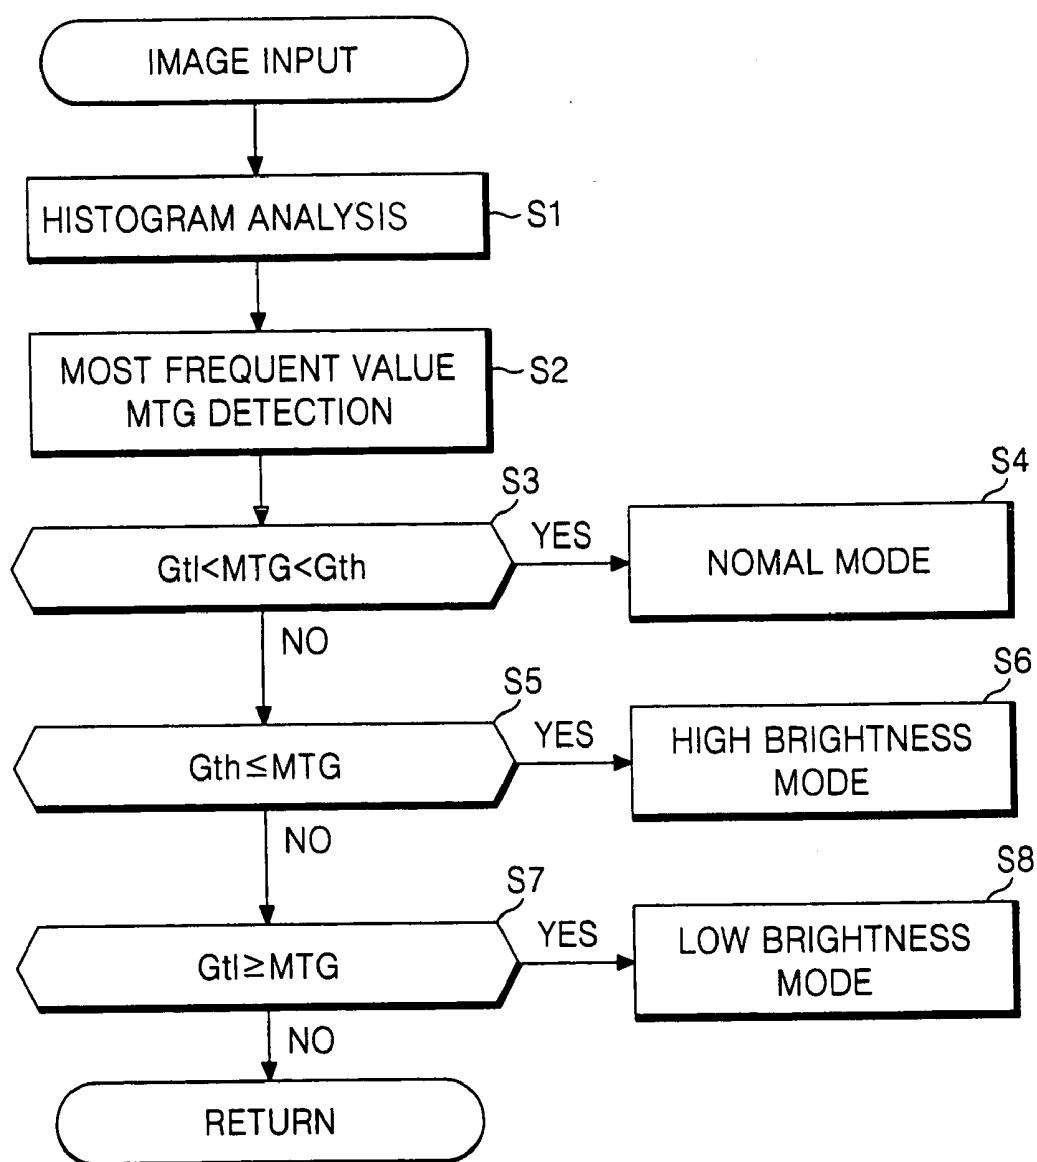 IMAGE INPUT
HISTOGRAM ANALYSIS
S1
MOST FREQUENT VALUE
MTG DETECTION
S2
S3
Gtl<MTG<Gth
YES
S4
NOMAL MODE
NO
S5
Gth≦MTG
YES
S6
HIGH BRIGHTNESS
MODE
NO
S7
Gtl≥MTG
YES
S8
LOW BRIGHTNESS
MODE
NO
RETURN